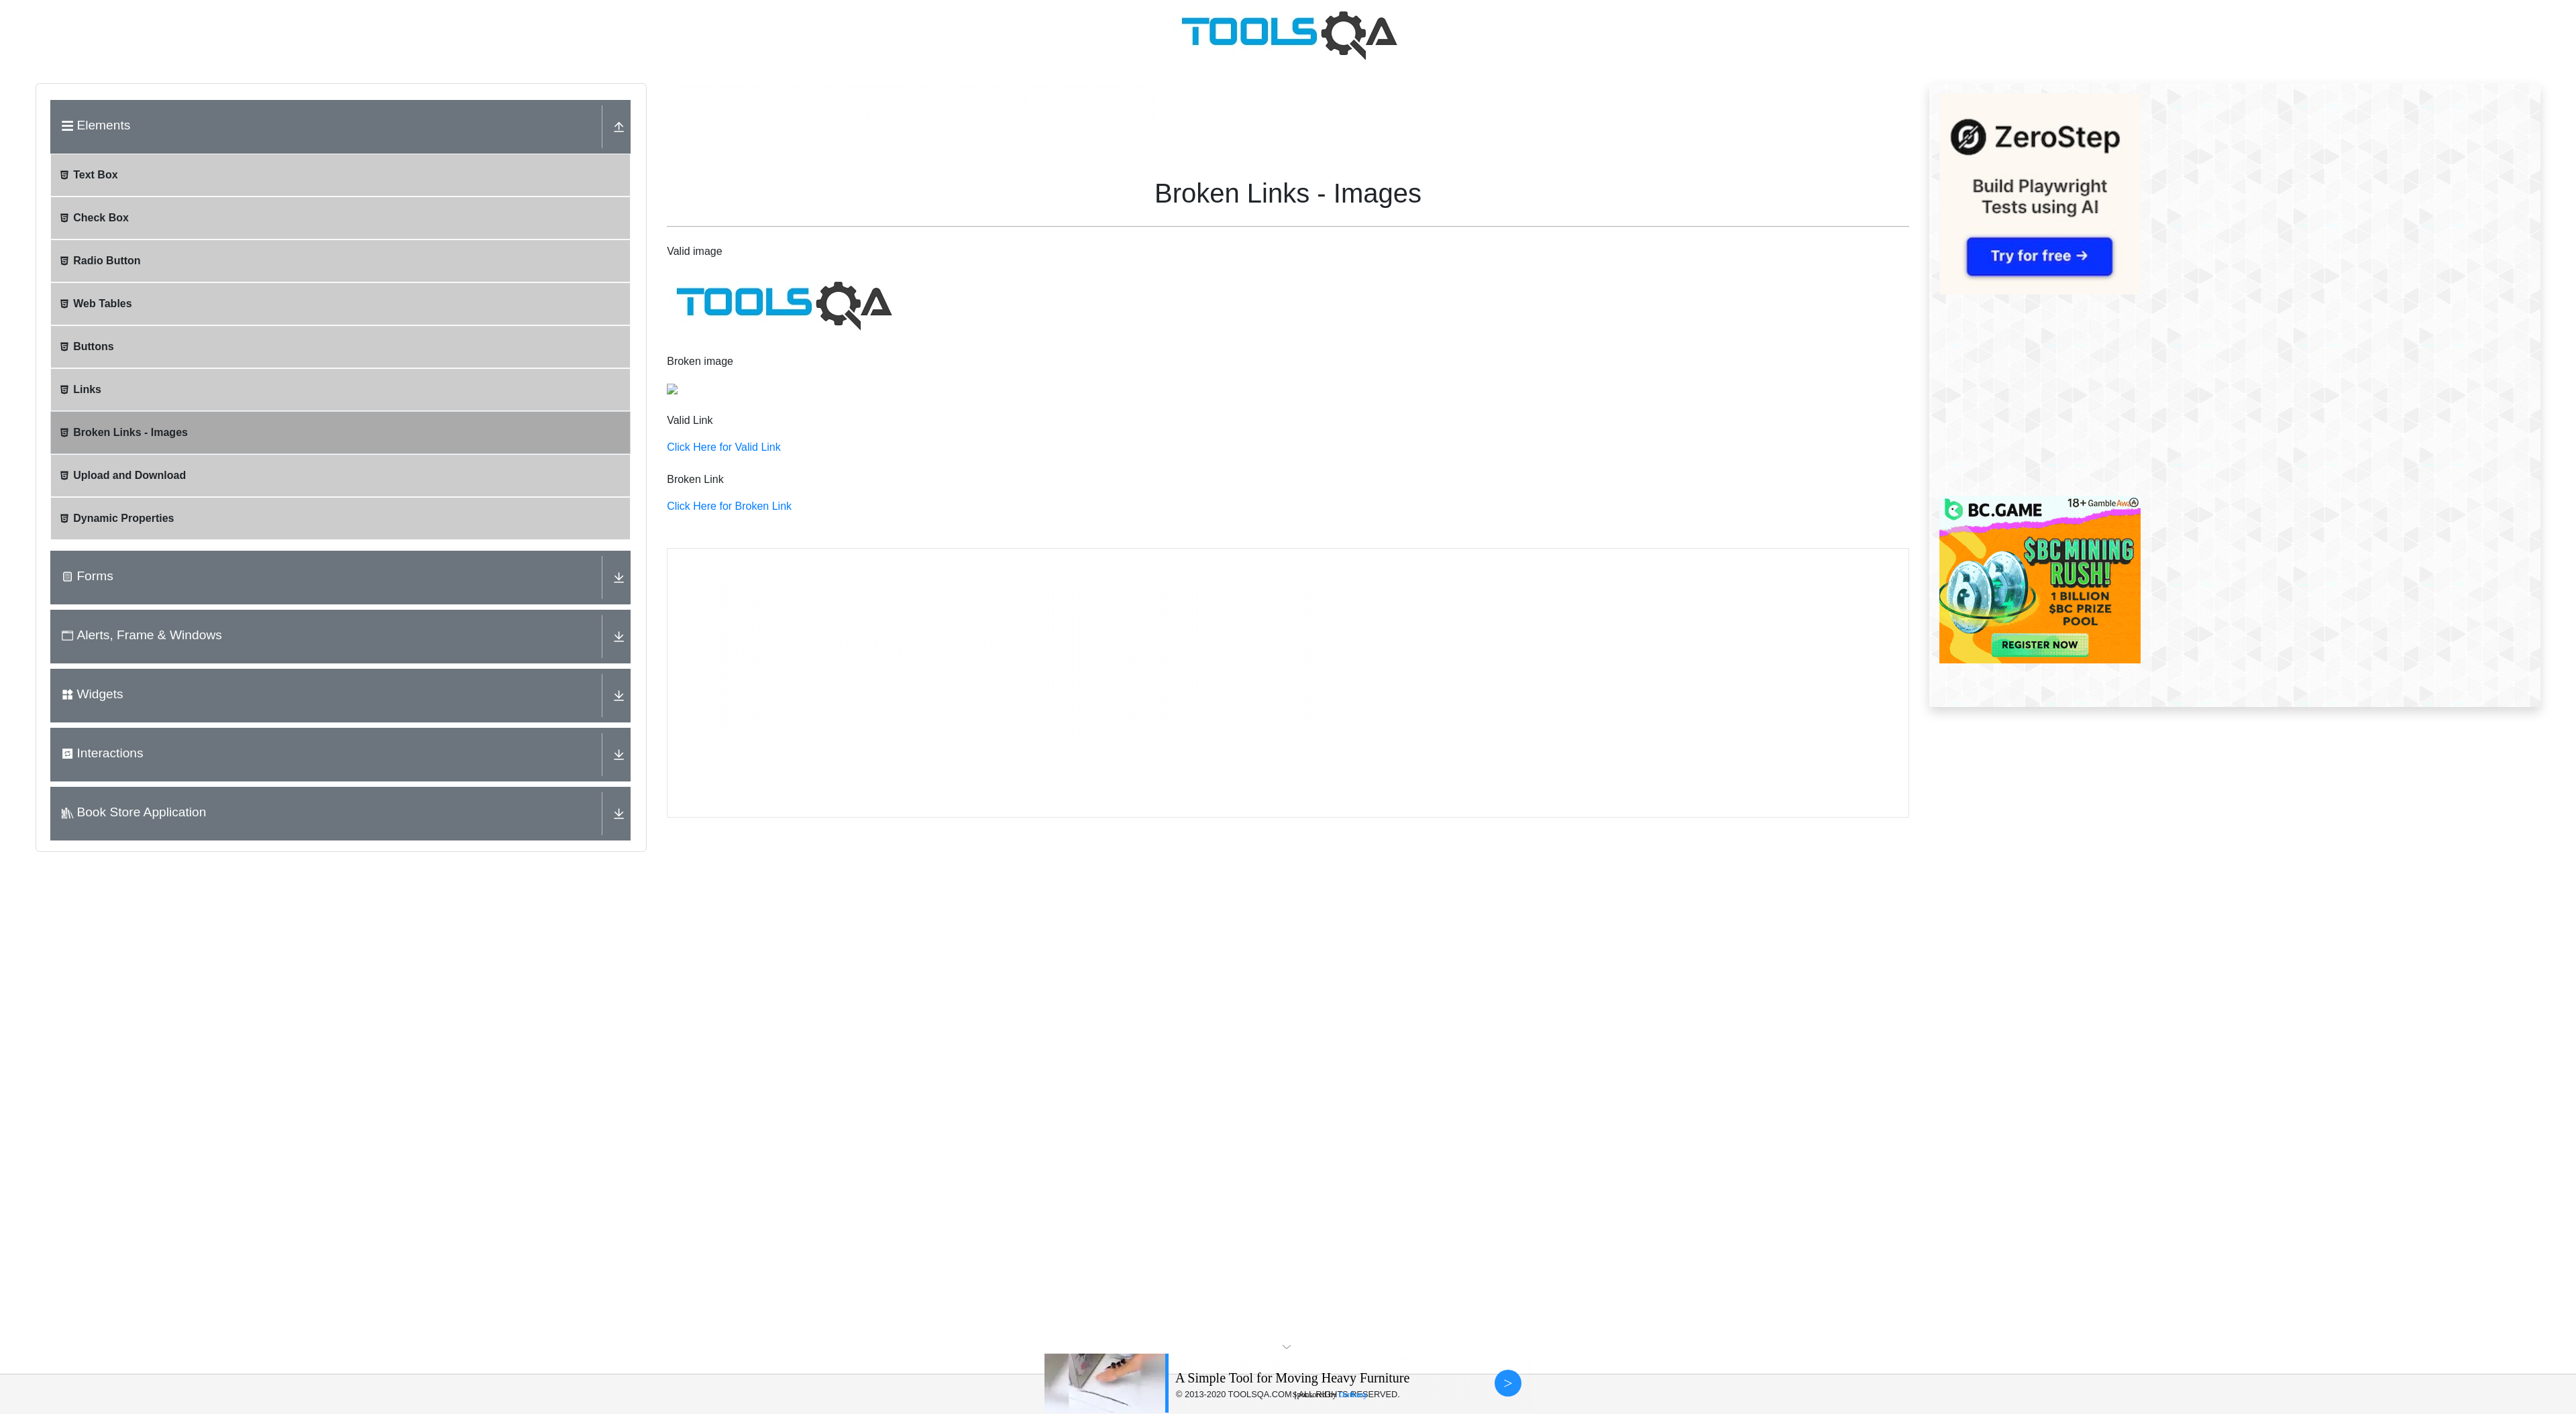 TOOLSQA
Elements
Text Box
Check Box
Radio Button
Web Tables
Buttons
Links
Broken Links - Images
Upload and Download
Dynamic Properties
Forms
Alerts, Frame & Windows
Widgets
Interactions
Book Store Application
Broken Links - Images
Valid image
TOOLSQA
Broken image
Valid Link
Click Here for Valid Link
Broken Link
Click Here for Broken Link
ZeroStep
Build Playwright
Tests using AI
Try for free →
BC.GAME
18+ Gamble
$BC MINING
RUSH!
1 BILLION
$BC PRIZE
POOL
REGISTER NOW
A Simple Tool for Moving Heavy Furniture
© 2013-2020 TOOLSQA.COM | ALL RIGHTS RESERVED.